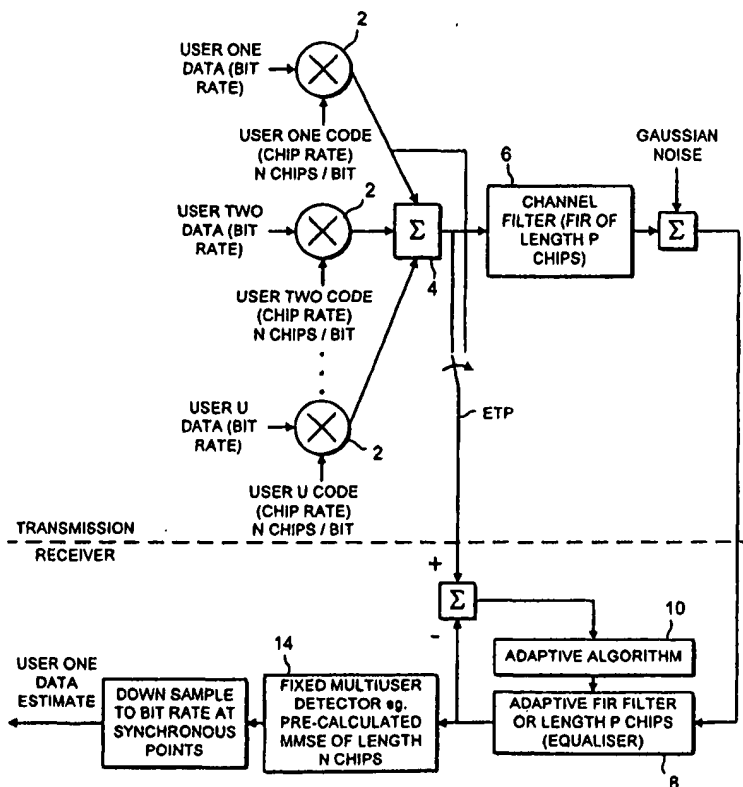 2
USER ONE
DATA (BIT
RATE)
USER ONE CODE
(CHIP RATE)
N CHIPS / BIT
2
USER TWO
DATA (BIT
RATE)
USER TWO CODE
(CHIP RATE)
N CHIPS / BIT
Σ
4
6
CHANNEL
FILTER (FIR OF
LENGTH P
CHIPS)
GAUSSIAN
NOISE
Σ
USER U
DATA (BIT
RATE)
2
USER U CODE
(CHIP RATE)
N CHIPS / BIT
ETP
TRANSMISSION
RECEIVER
+
Σ
-
10
ADAPTIVE ALGORITHM
ADAPTIVE FIR FILTER
OR LENGTH P CHIPS
(EQUALISER)
8
14
FIXED MULTIUSER
DETECTOR eg.
PRE-CALCULATED
MMSE OF LENGTH
N CHIPS
DOWN SAMPLE
TO BIT RATE AT
SYNCHRONOUS
POINTS
USER ONE
DATA
ESTIMATE